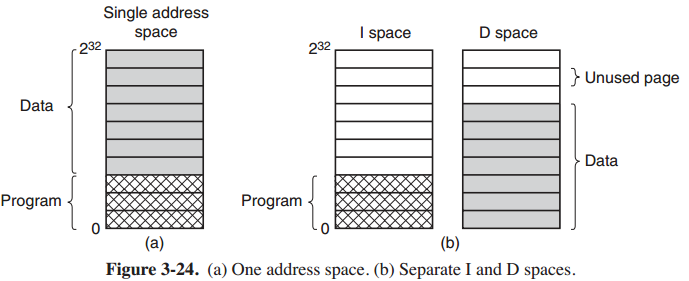 Single address
space
I space
D space
2^32
2^32
Unused page
Data
Data
Program
Program
0
0
(a)
(b)
Figure 3-24. (a) One address space. (b) Separate I and D spaces.